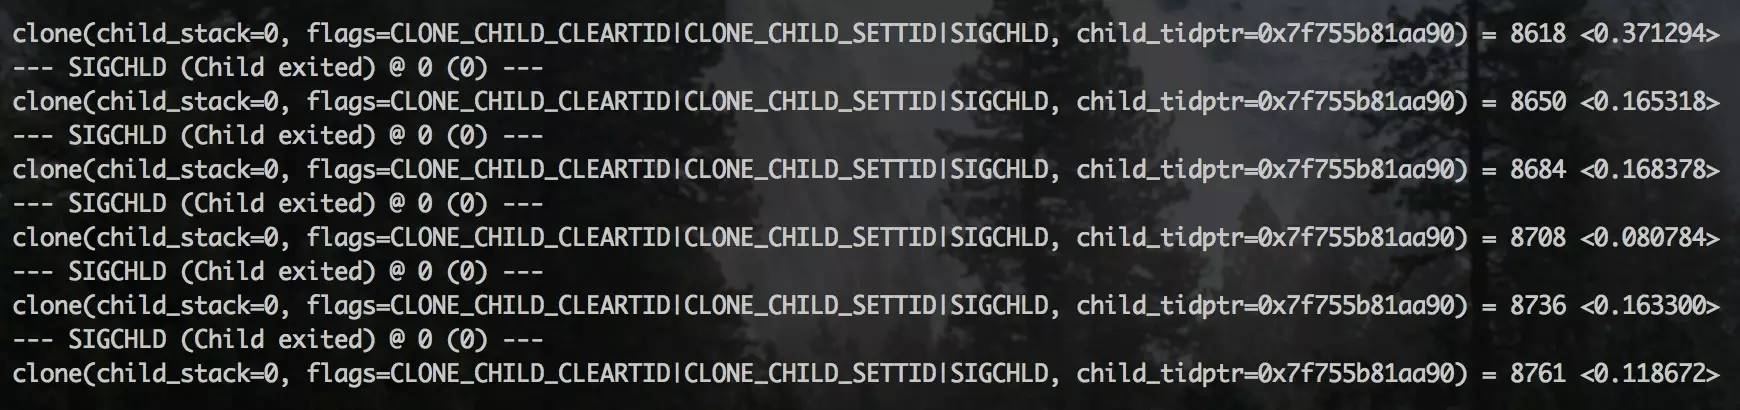 clone(child_stack=0, flags=CLONE_CHILD_CLEARTID|CLONE_CHILD_SETTID|SIGCHLD, child_tidptr=0x7f755b81aa90) = 8618 <0.371294>
--- SIGCHLD (Child exited) @ 0 (0) ---
clone(child_stack=0, flags=CLONE_CHILD_CLEARTID|CLONE_CHILD_SETTID|SIGCHLD, child_tidptr=0x7f755b81aa90) = 8650 <0.165318>
--- SIGCHLD (Child exited) @ 0 (0) ---
clone(child_stack=0, flags=CLONE_CHILD_CLEARTID|CLONE_CHILD_SETTID|SIGCHLD, child_tidptr=0x7f755b81aa90) = 8684 <0.168378>
--- SIGCHLD (Child exited) @ 0 (0) ---
clone(child_stack=0, flags=CLONE_CHILD_CLEARTID|CLONE_CHILD_SETTID|SIGCHLD, child_tidptr=0x7f755b81aa90) = 8708 <0.080784>
--- SIGCHLD (Child exited) @ 0 (0) ---
clone(child_stack=0, flags=CLONE_CHILD_CLEARTID|CLONE_CHILD_SETTID|SIGCHLD, child_tidptr=0x7f755b81aa90) = 8736 <0.163300>
--- SIGCHLD (Child exited) @ 0 (0) ---
clone(child_stack=0, flags=CLONE_CHILD_CLEARTID|CLONE_CHILD_SETTID|SIGCHLD, child_tidptr=0x7f755b81aa90) = 8761 <0.118672>